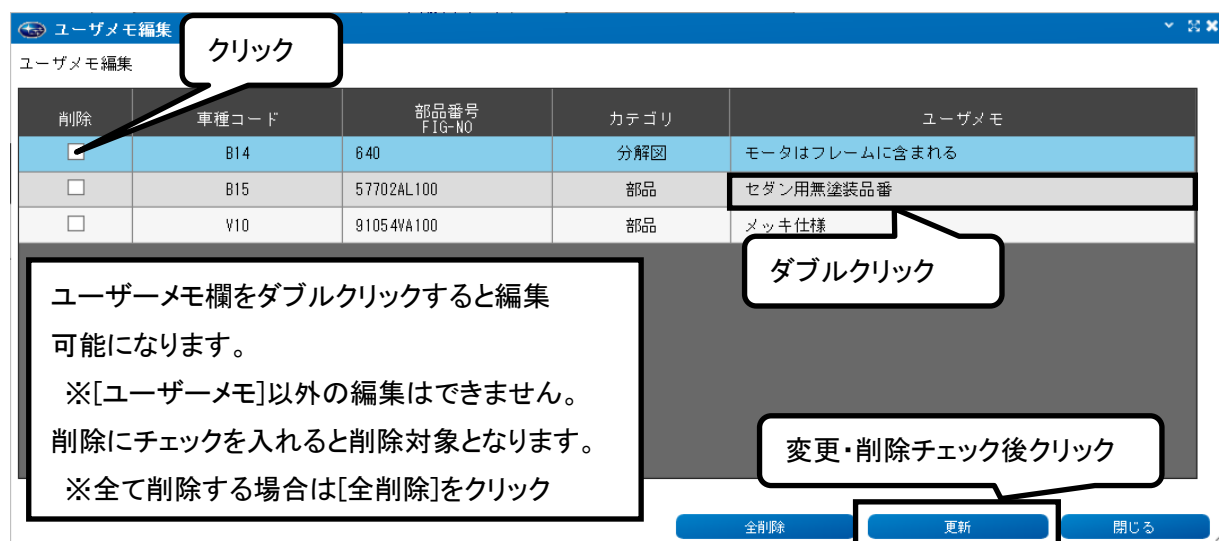 ユーザメモ編集
クリック
ユーザメモ編集
削除 車種コード 部品番号 FIG-NO カテゴリ ユーザメモ
B14 640 分解図 モータはフレームに含まれる
B15 57702AL100 部品 セダン用無塗装品番
V10 91054VA100 部品 メッキ仕様
ダブルクリック
ユーザーメモ欄をダブルクリックすると編集
可能になります。
※[ユーザーメモ]以外の編集はできません。
削除にチェックを入れると削除対象となります。
※全て削除する場合は[全削除]をクリック
変更・削除チェック後クリック
全削除 更新 閉じる